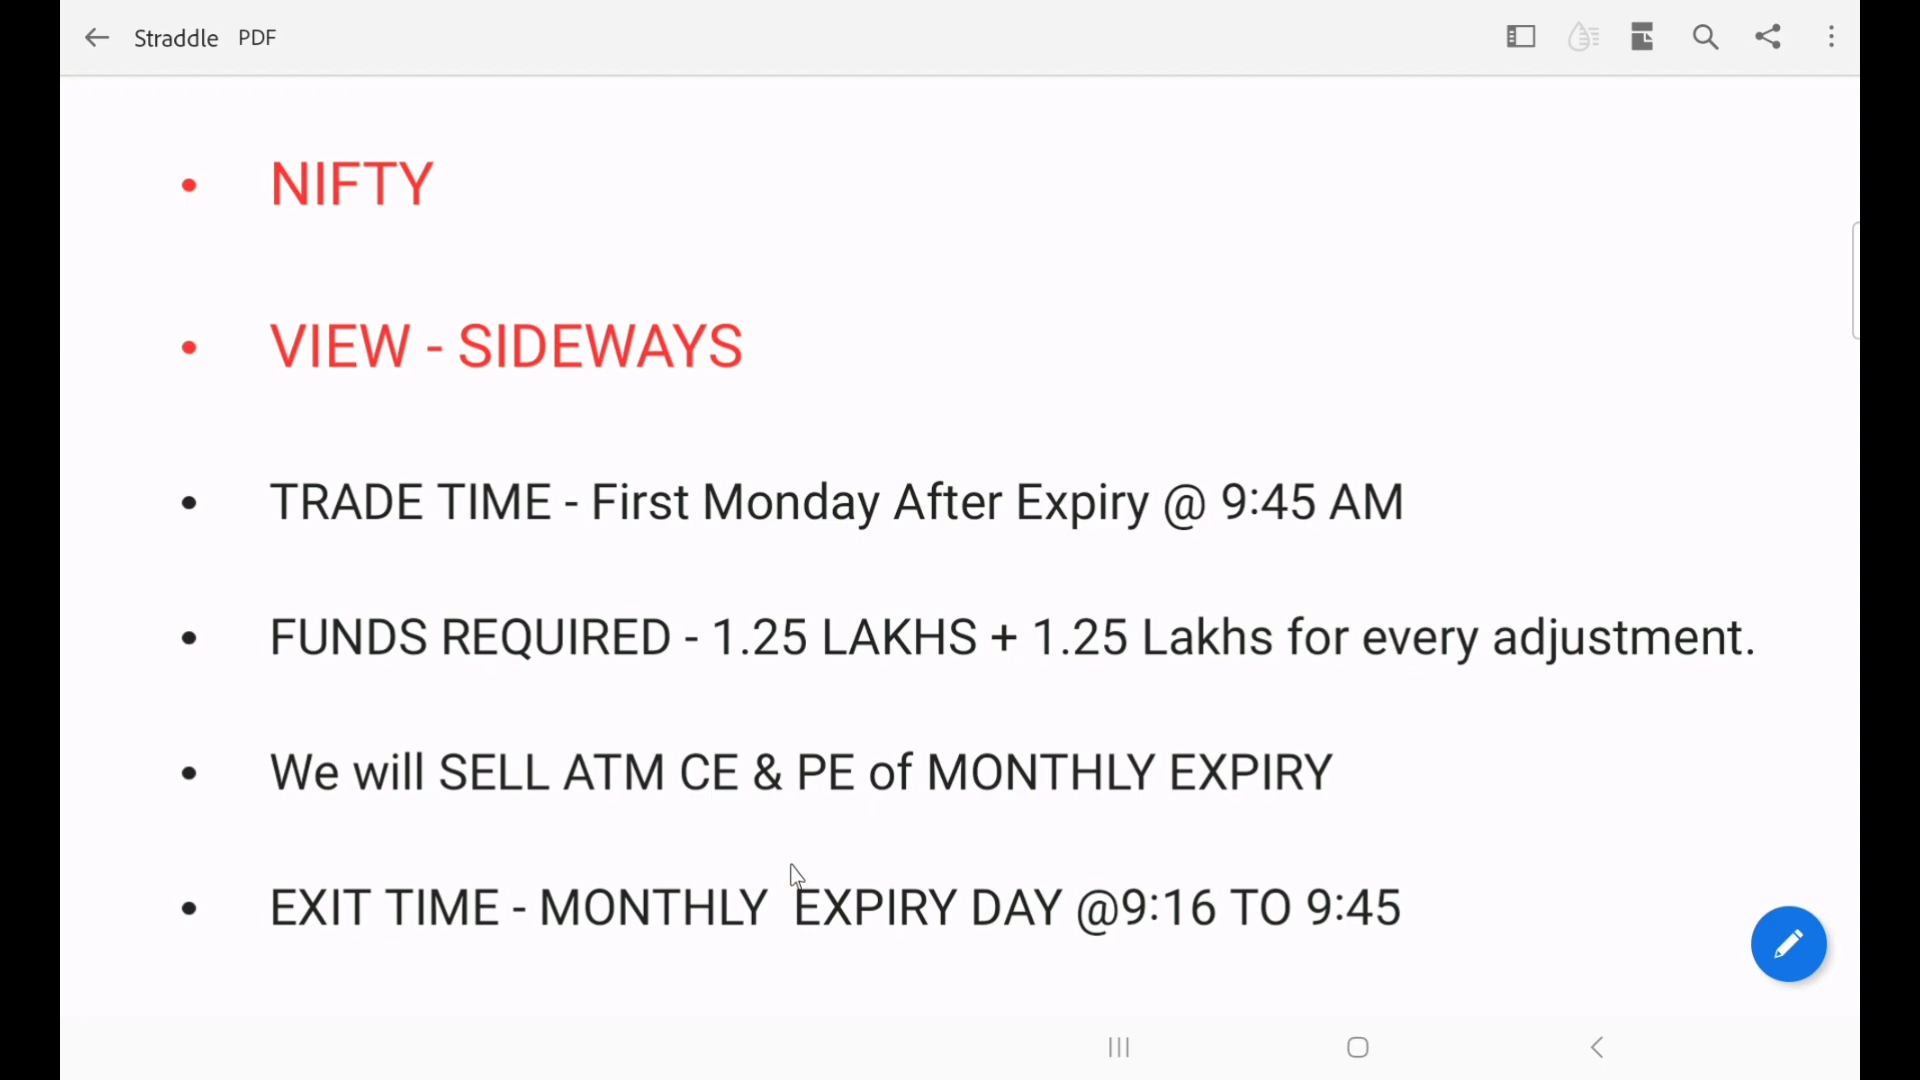 Straddle PDF
• NIFTY
• VIEW - SIDEWAYS
• TRADE TIME - First Monday After Expiry @ 9:45 AM
• FUNDS REQUIRED - 1.25 LAKHS + 1.25 Lakhs for every adjustment.
• We will SELL ATM CE & PE of MONTHLY EXPIRY
• EXIT TIME - MONTHLY EXPIRY DAY @9:16 TO 9:45